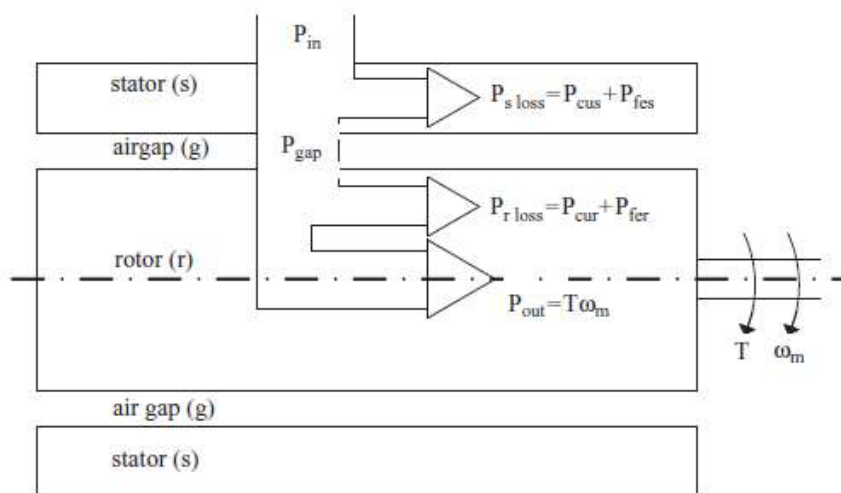 P_in
stator (s)
P_s loss=P_cus+P_fes
airgap (g)
P_gap
P_r loss=P_cur+P_fer
rotor (r)
P_out=Tω_m
T ω_m
air gap (g)
stator (s)